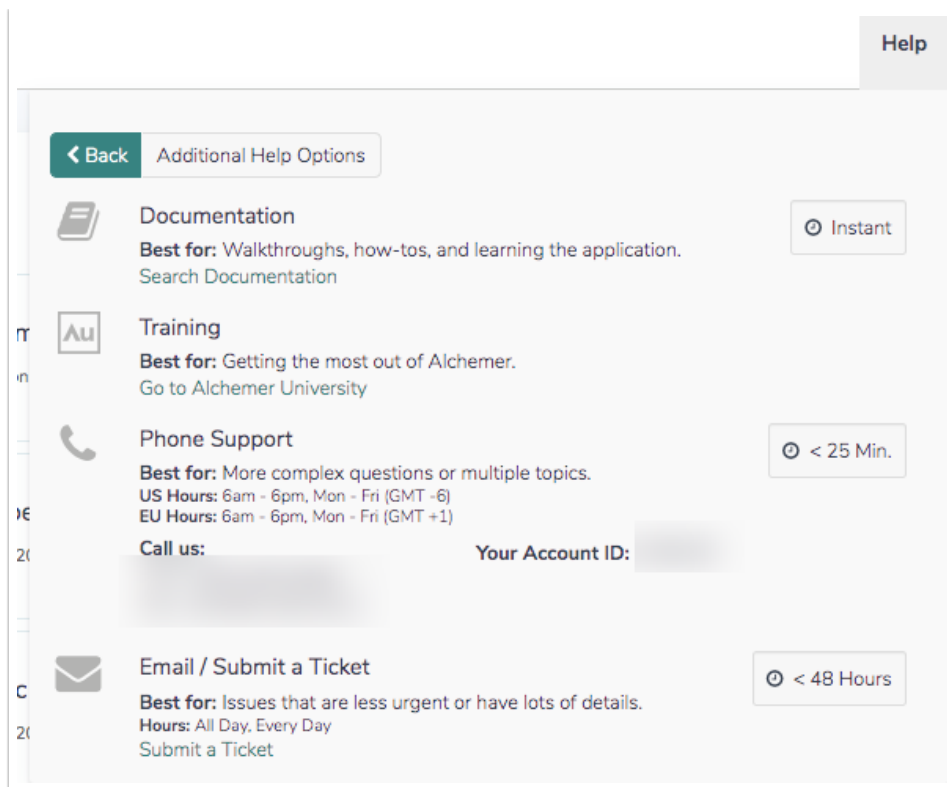 Help
Back
Additional Help Options
Documentation
Instant
Best for: Walkthroughs, how-tos, and learning the application.
Search Documentation
Au
Training
Best for: Getting the most out of Alchemer.
Go to Alchemer University
Phone Support
< 25 Min.
Best for: More complex questions or multiple topics.
US Hours: 6am - 6pm, Mon - Fri (GMT -6)
EU Hours: 6am - 6pm, Mon - Fri (GMT +1)
Call us:
Your Account ID:
Email / Submit a Ticket
< 48 Hours
Best for: Issues that are less urgent or have lots of details.
Hours: All Day, Every Day
Submit a Ticket